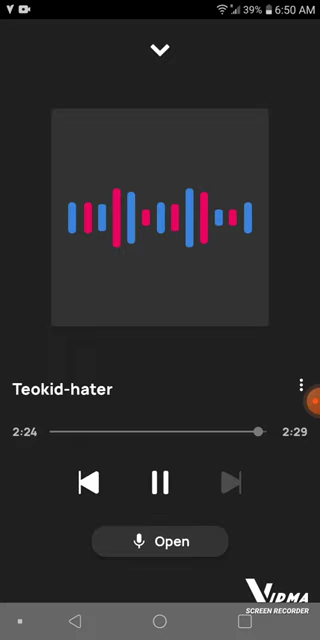 39% 6:50 AM
Teokid-hater
2:24
2:29
Open
VIDMA
SCREEN RECORDER